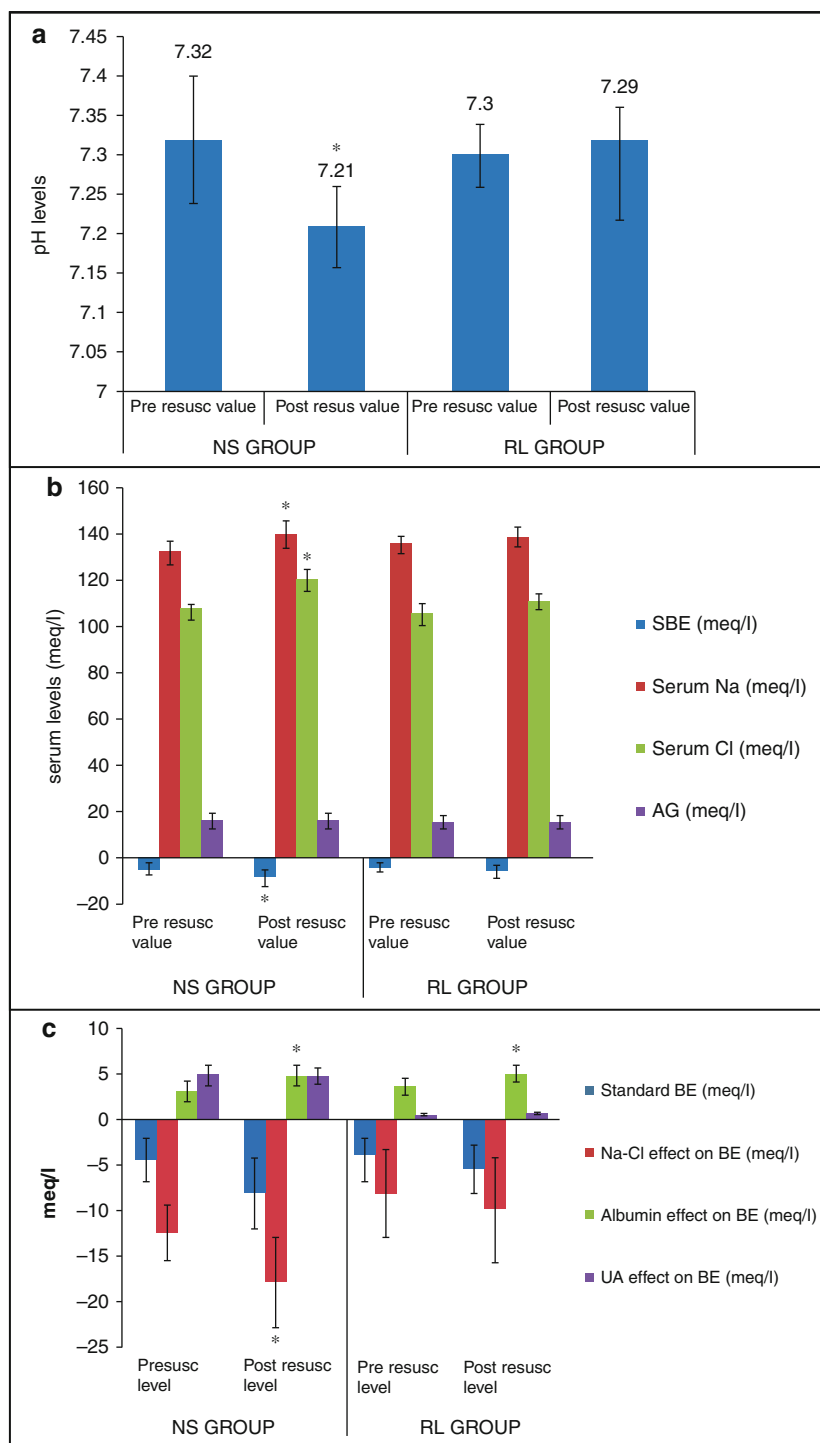 a
7.45
7.4
7.35
7.3
7.25
7.2
7.15
7.1
7.05
7
pH levels
7.32
*
7.21
7.3
7.29
Pre resusc value
Post resus value
Pre resusc value
Post resusc value
NS GROUP
RL GROUP
b
160
140
120
100
80
60
40
20
0
–20
serum levels (meq/l)
*
*
*
SBE (meq/l)
Serum Na (meq/l)
Serum Cl (meq/l)
AG (meq/l)
Pre resusc
value
Post resusc
value
Pre resusc
value
Post resusc
value
NS GROUP
RL GROUP
c
10
5
0
–5
–10
–15
–20
–25
meq/l
*
*
*
Standard BE (meq/l)
Na-Cl effect on BE (meq/l)
Albumin effect on BE (meq/l)
UA effect on BE (meq/l)
Presusc
level
Post resusc
level
Pre resusc
level
Post resusc
level
NS GROUP
RL GROUP